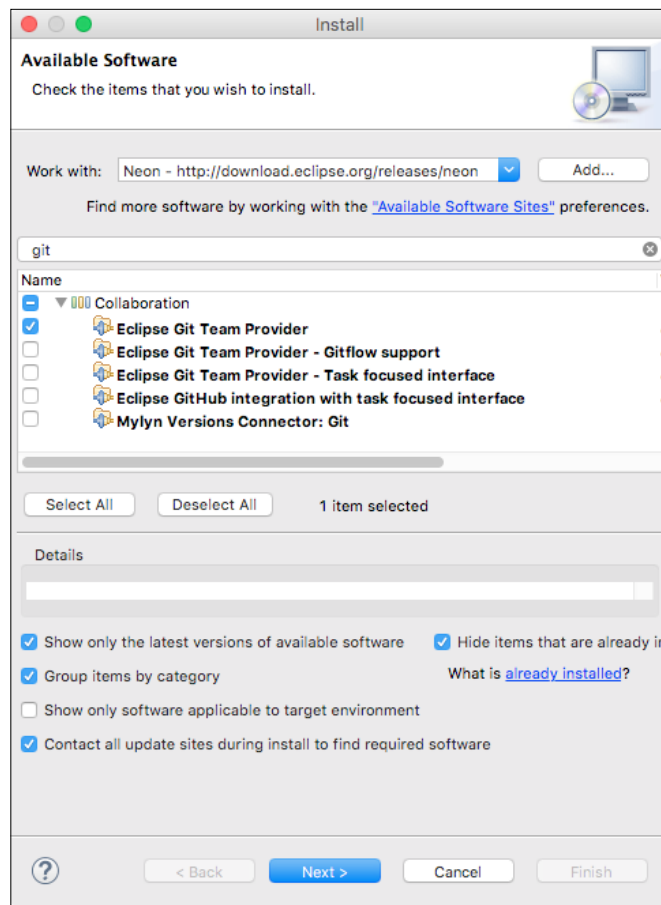 Install
Available Software
Check the items that you wish to install.
Work with: Neon - http://download.eclipse.org/releases/neon Add...
Find more software by working with the "Available Software Sites" preferences.
git
Name
Collaboration
Eclipse Git Team Provider
Eclipse Git Team Provider - Gitflow support
Eclipse Git Team Provider - Task focused interface
Eclipse GitHub integration with task focused interface
Mylyn Versions Connector: Git
Select All Deselect All 1 item selected
Details
Show only the latest versions of available software Hide items that are already
Group items by category What is already installed?
Show only software applicable to target environment
Contact all update sites during install to find required software
? < Back Next > Cancel Finish